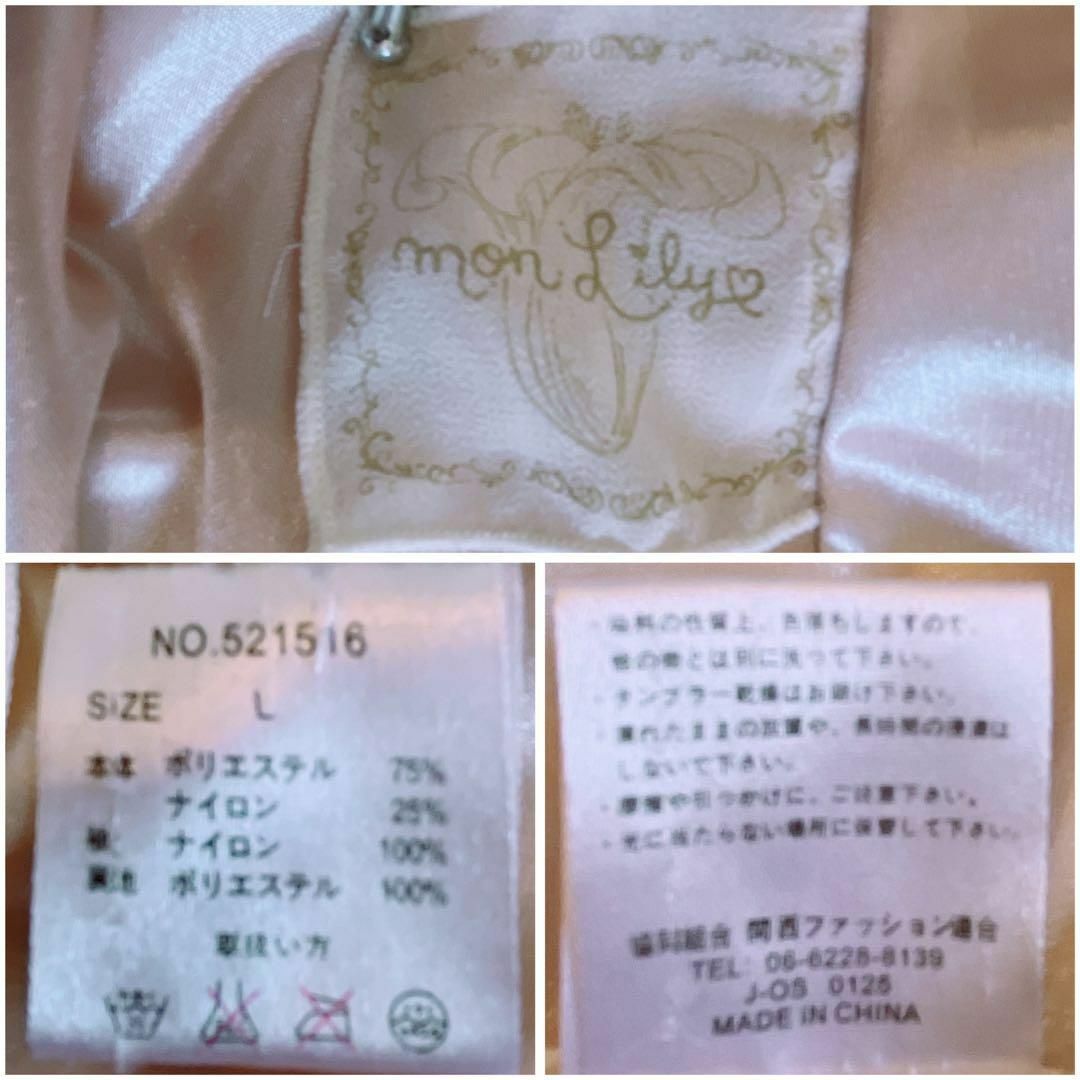 mon Lily
NO.521516
SIZE L
本体 ポリエステル 75%
ナイロン 25%
ナイロン 100%
裏地 ポリエステル 100%
取扱い方
・染料の性質上、色落ちしますので、
他の物とは別に洗って下さい。
・タンブラー乾燥はお避け下さい。
・濡れたままの放置や、長時間の浸漬は
しないで下さい。
・摩擦や引っかけに、ご注意下さい。
・光に当たらない場所に保管して下さい。
協同組合 関西ファッション連合
TEL: 06-6228-8139
J-OS 0125
MADE IN CHINA